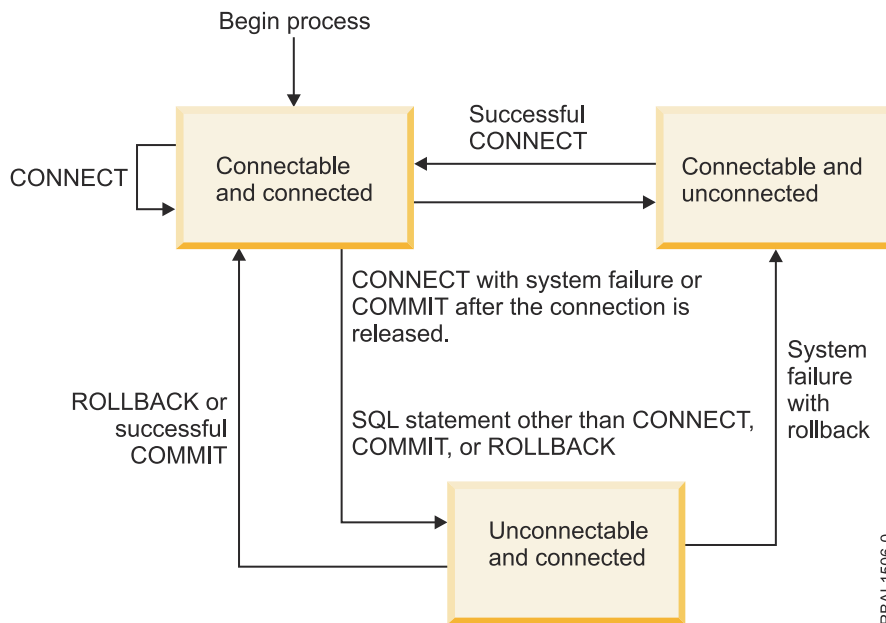 Begin process
Successful
CONNECT
CONNECT
Connectable
and connected
Connectable and
unconnected
CONNECT with system failure or
COMMIT after the connection is
released.
ROLLBACK or
successful
COMMIT
SQL statement other than CONNECT,
COMMIT, or ROLLBACK
System
failure
with
rollback
Unconnectable
and connected